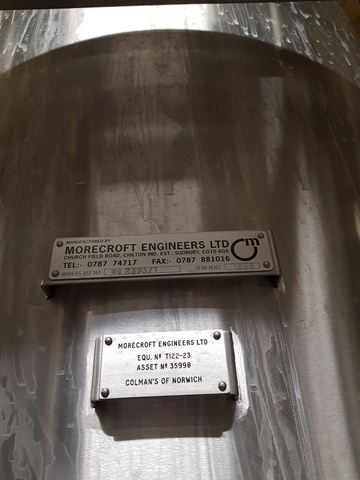 MANUFACTURED BY
MORECROFT ENGINEERS LTD
CHURCH FIELD ROAD, CHILTON IND. EST., SUDBURY, CO10 6GS
TEL:- 0787 74717 FAX:- 0787 881016
MAKERS REF NO. YEAR BUILT
MORECROFT ENGINEERS LTD
EQU. Nº T122-23
ASSET Nº 35998
COLMAN'S OF NORWICH